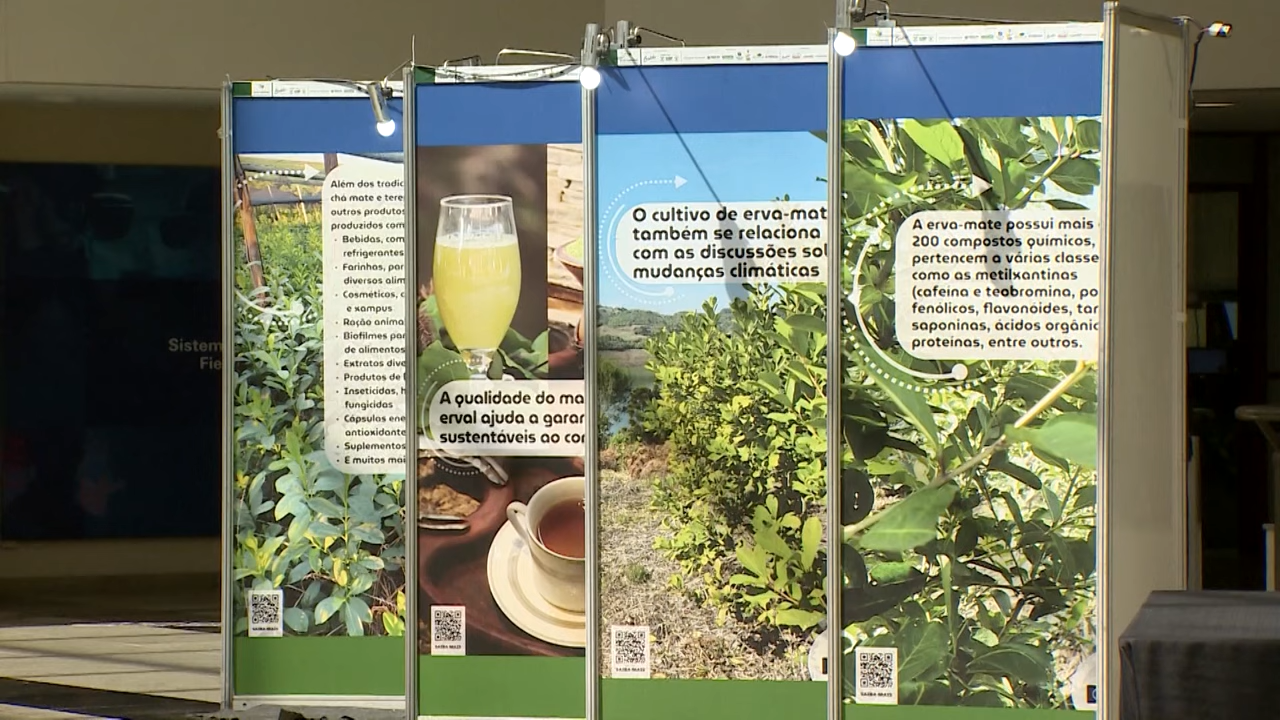 Sistem
Fie
Além dos tradic
chá mate e tere
outros produtos
produzidos com
· Bebidas, com
refrigerantes
· Farinhas, par
diversos alim
· Cosméticos, c
e xampus
· Ração anima
· Biofilmes par
de alimentos
· Extratos dive
· Produtos de l
· Inseticidas, h
fungicidas
· Cápsulas ene
antioxidante
· Suplementos
· E muitos mai
SAIBA MAIS
A qualidade do ma
erval ajuda a garar
sustentáveis ao cor
SAIBA MAIS
O cultivo de erva-mat
também se relaciona
com as discussões sol
mudanças climáticas
SAIBA MAIS
A erva-mate possui mais
200 compostos químicos,
pertencem a várias classe
como as metilxantinas
(cafeína e teobromina, po
fenólicos, flavonoides, tar
saponinas, ácidos orgânic
proteínas, entre outros.
SAIBA MAIS